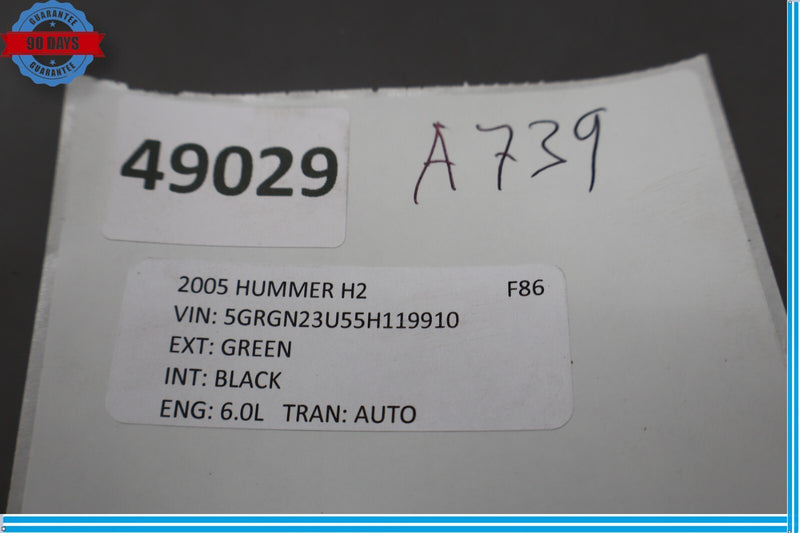 GUARANTEE
90 DAYS
GUARANTEE
49029
A739
2005 HUMMER H2 F86
VIN: 5GRGN23U55H119910
EXT: GREEN
INT: BLACK
ENG: 6.0L TRAN: AUTO